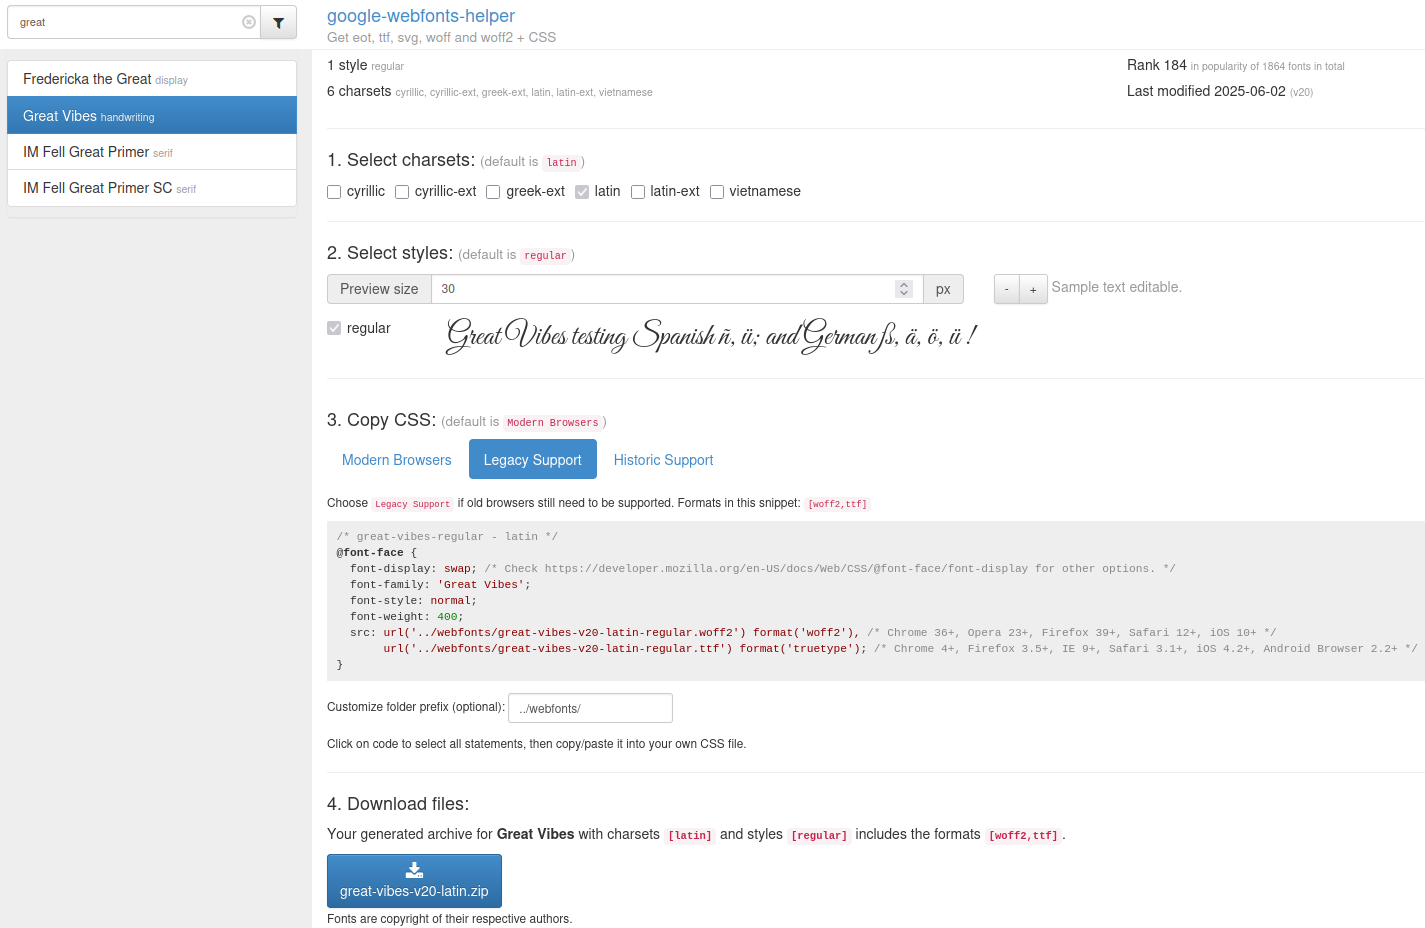 great
google-webfonts-helper
Get eot, ttf, svg, woff and woff2 + CSS
Fredericka the Great display
Great Vibes handwriting
IM Fell Great Primer serif
IM Fell Great Primer SC serif
1 style regular
Rank 184 in popularity of 1864 fonts in total
6 charsets cyrillic, cyrillic-ext, greek-ext, latin, latin-ext, vietnamese
Last modified 2025-06-02 (v20)
1. Select charsets: (default is latin)
cyrillic cyrillic-ext greek-ext latin latin-ext vietnamese
2. Select styles: (default is regular)
Preview size 30 px - + Sample text editable.
regular Great Vibes testing Spanish ñ, ü; and German ß, ä, ö, ü !
3. Copy CSS: (default is Modern Browsers)
Modern Browsers Legacy Support Historic Support
Choose Legacy Support if old browsers still need to be supported. Formats in this snippet: [woff2,ttf]
/* great-vibes-regular - latin */
@font-face {
font-display: swap; /* Check https://developer.mozilla.org/en-US/docs/Web/CSS/@font-face/font-display for other options. */
font-family: 'Great Vibes';
font-style: normal;
font-weight: 400;
src: url('../webfonts/great-vibes-v20-latin-regular.woff2') format('woff2'), /* Chrome 36+, Opera 23+, Firefox 39+, Safari 12+, iOS 10+ */
url('../webfonts/great-vibes-v20-latin-regular.ttf') format('truetype'); /* Chrome 4+, Firefox 3.5+, IE 9+, Safari 3.1+, iOS 4.2+, Android Browser 2.2+ */
}
Customize folder prefix (optional): ../webfonts/
Click on code to select all statements, then copy/paste it into your own CSS file.
4. Download files:
Your generated archive for Great Vibes with charsets [latin] and styles [regular] includes the formats [woff2,ttf].
great-vibes-v20-latin.zip
Fonts are copyright of their respective authors.